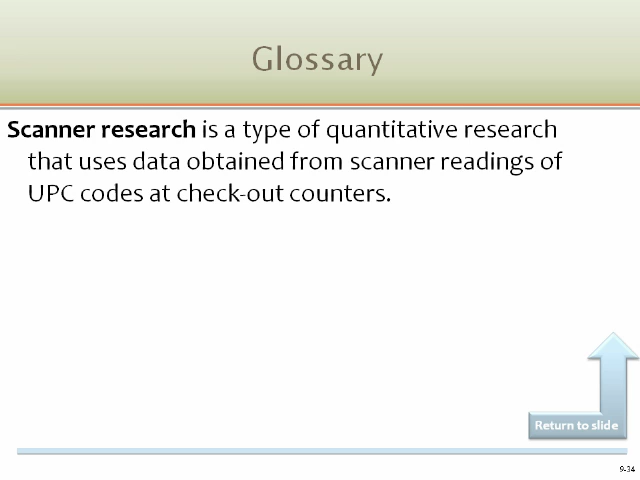 Glossary
Scanner research is a type of quantitative research
that uses data obtained from scanner readings of
UPC codes at check-out counters.
Return to slide
9-34